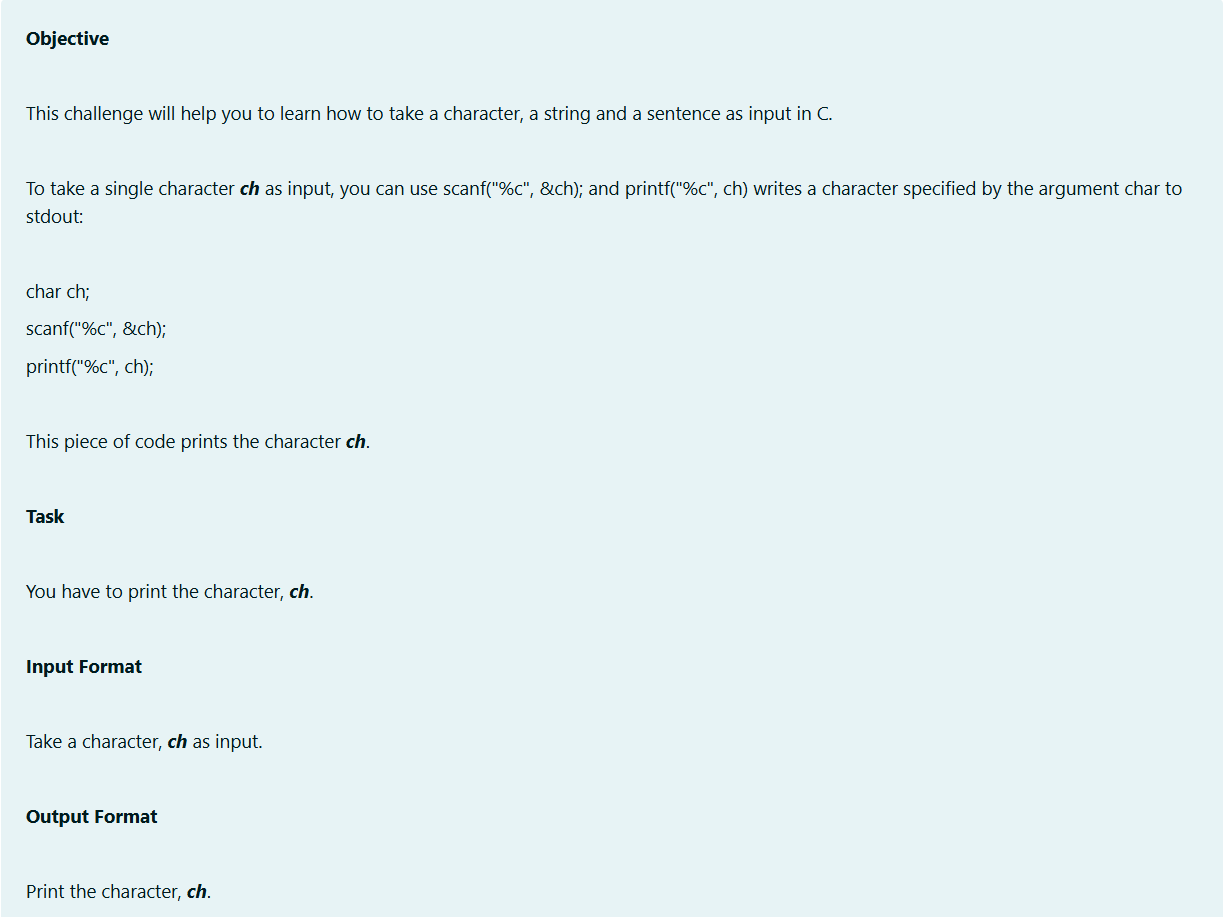 Objective
This challenge will help you to learn how to take a character, a string and a sentence as input in C.
To take a single character ch as input, you can use scanf("%c", &ch); and printf("%c", ch) writes a character specified by the argument char to
stdout:
char ch;
scanf("%c", &ch);
printf("%c", ch);
This piece of code prints the character ch.
Task
You have to print the character, ch.
Input Format
Take a character, ch as input.
Output Format
Print the character, ch.